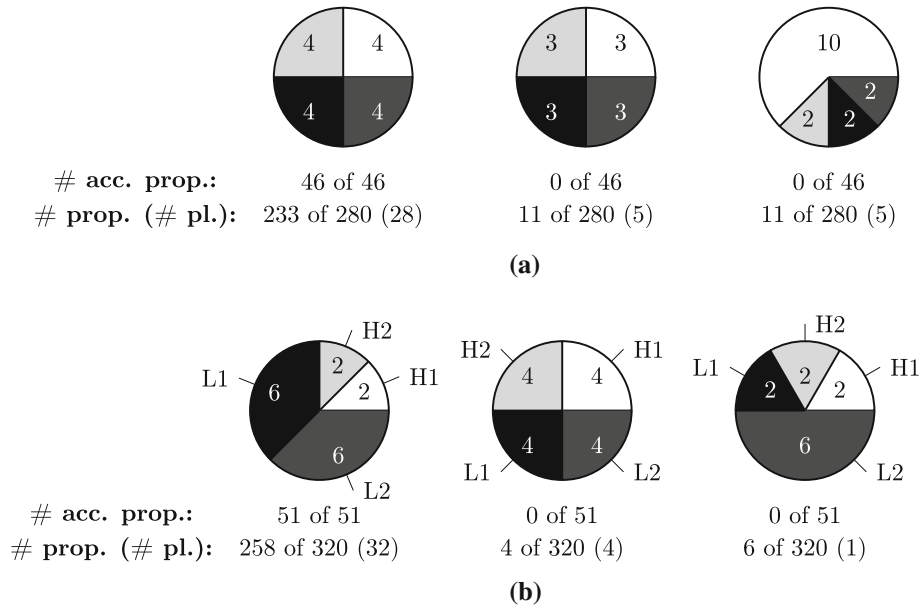 4 4 3 3 10
4 4 3 3 2 2 2
# acc. prop.: 46 of 46 0 of 46 0 of 46
# prop. (# pl.): 233 of 280 (28) 11 of 280 (5) 11 of 280 (5)
(a)
H2 H2 H1 H2
L1 6 2 2 H1 4 4 L1 2 2 2 H1
6 4 4 6
L2 L1 L2 L2
# acc. prop.: 51 of 51 0 of 51 0 of 51
# prop. (# pl.): 258 of 320 (32) 4 of 320 (4) 6 of 320 (1)
(b)